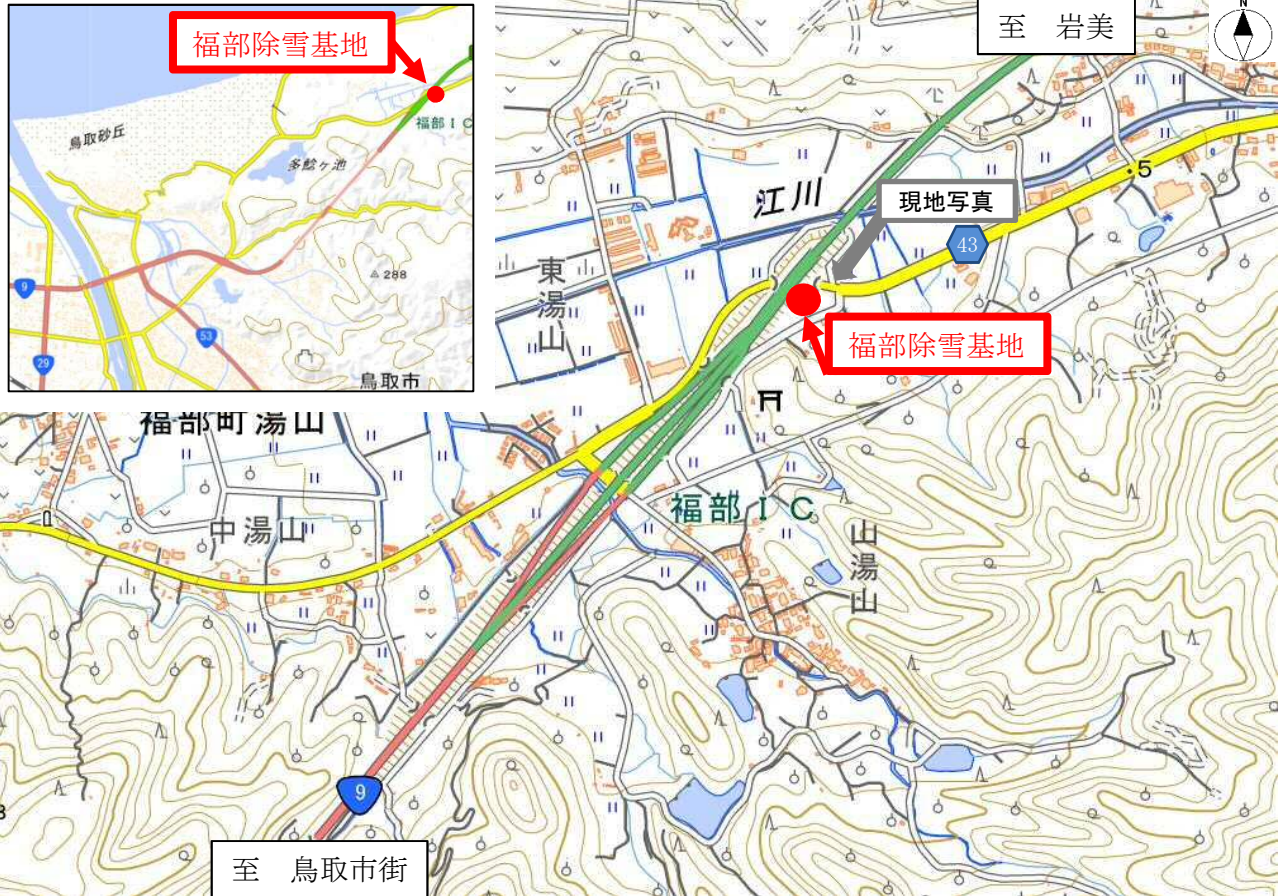 福部除雪基地
鳥取砂丘
多鯰ヶ池
福部ⅠC
288
9
53
29
鳥取市
至 岩美
N
江川
現地写真
43
5
東湯山
福部除雪基地
福部町湯山
中湯山
福部ⅠC
山湯山
9
至 鳥取市街